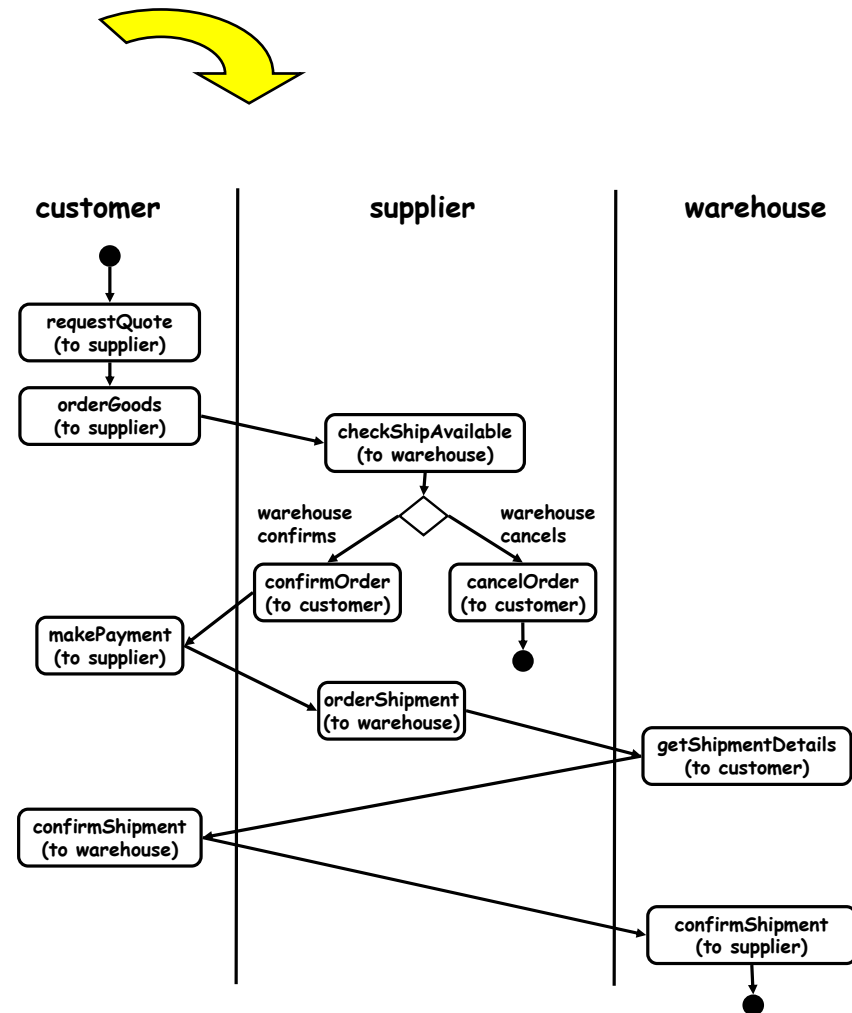 customer
supplier
warehouse
requestQuote
(to supplier)
orderGoods
(to supplier)
checkShipAvailable
(to warehouse)
warehouse
confirms
warehouse
cancels
confirmOrder
(to customer)
cancelOrder
(to customer)
makePayment
(to supplier)
orderShipment
(to warehouse)
getShipmentDetails
(to customer)
confirmShipment
(to warehouse)
confirmShipment
(to supplier)